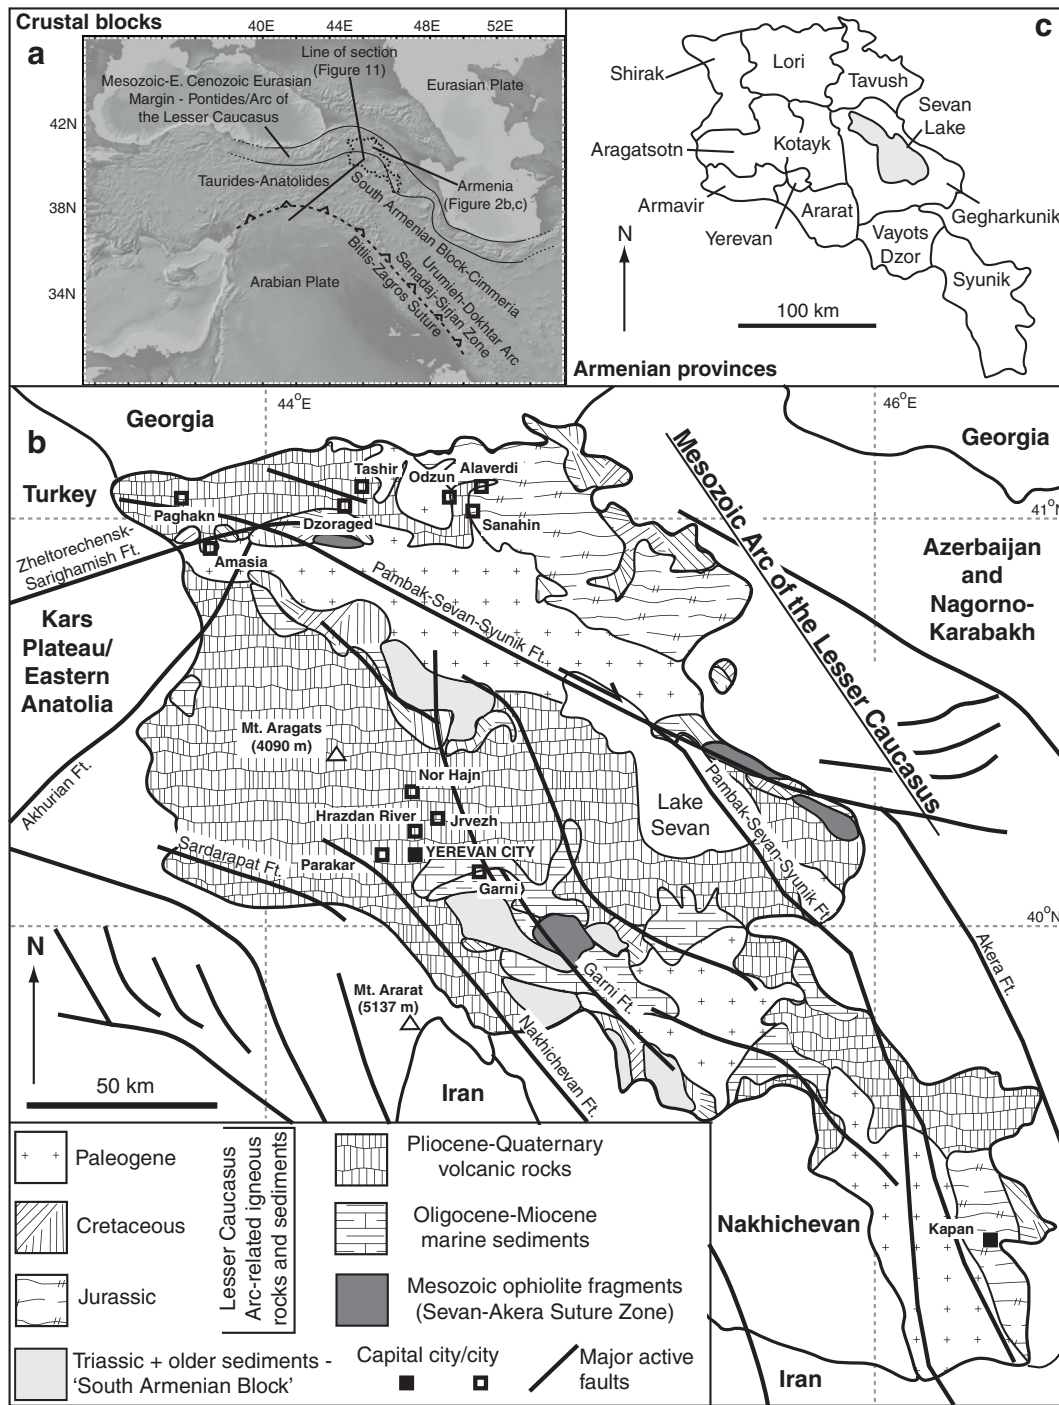 Crustal blocks
40E
44E
48E
52E
42N
38N
34N
a
Line of section
(Figure 11)
Mesozoic-E. Cenozoic Eurasian
Margin - Pontides/Arc of
the Lesser Caucasus
Eurasian Plate
Taurides-Anatolides
Armenia
(Figure 2b,c)
South Armenian Block-Cimmeria
Urumieh-Dokhtar Arc
Sanadaj-Sirjan Zone
Bitlis-Zagros Suture
Arabian Plate
c
Shirak
Lori
Tavush
Sevan
Lake
Aragatsotn
Kotayk
Armavir
Yerevan
Ararat
Gegharkunik
Vayots
Dzor
Syunik
N
100 km
Armenian provinces
b
44°E
46°E
41°N
40°N
Georgia
Georgia
Turkey
Tashir
Odzun
Alaverdi
Paghakn
Dzoraged
Sanahin
Amasia
Zheltorechensk-
Sarighamish Ft.
Pambak-Sevan-Syunik Ft.
Mesozoic Arc of the Lesser Caucasus
Azerbaijan
and
Nagorno-
Karabakh
Kars
Plateau/
Eastern
Anatolia
Mt. Aragats
(4090 m)
Akhurian Ft.
Nor Hajn
Hrazdan River
Jrvezh
Parakar
YEREVAN CITY
Garni
Sardarapat Ft.
Lake
Sevan
Pambak-Sevan-Syunik Ft.
Akera Ft.
N
Mt. Ararat
(5137 m)
Garni Ft.
Nakhichevan Ft.
50 km
Iran
Nakhichevan
Kapan
Iran
Paleogene
Cretaceous
Jurassic
Lesser Caucasus
Arc-related igneous
rocks and sediments
Triassic + older sediments -
'South Armenian Block'
Pliocene-Quaternary
volcanic rocks
Oligocene-Miocene
marine sediments
Mesozoic ophiolite fragments
(Sevan-Akera Suture Zone)
Capital city/city
Major active
faults